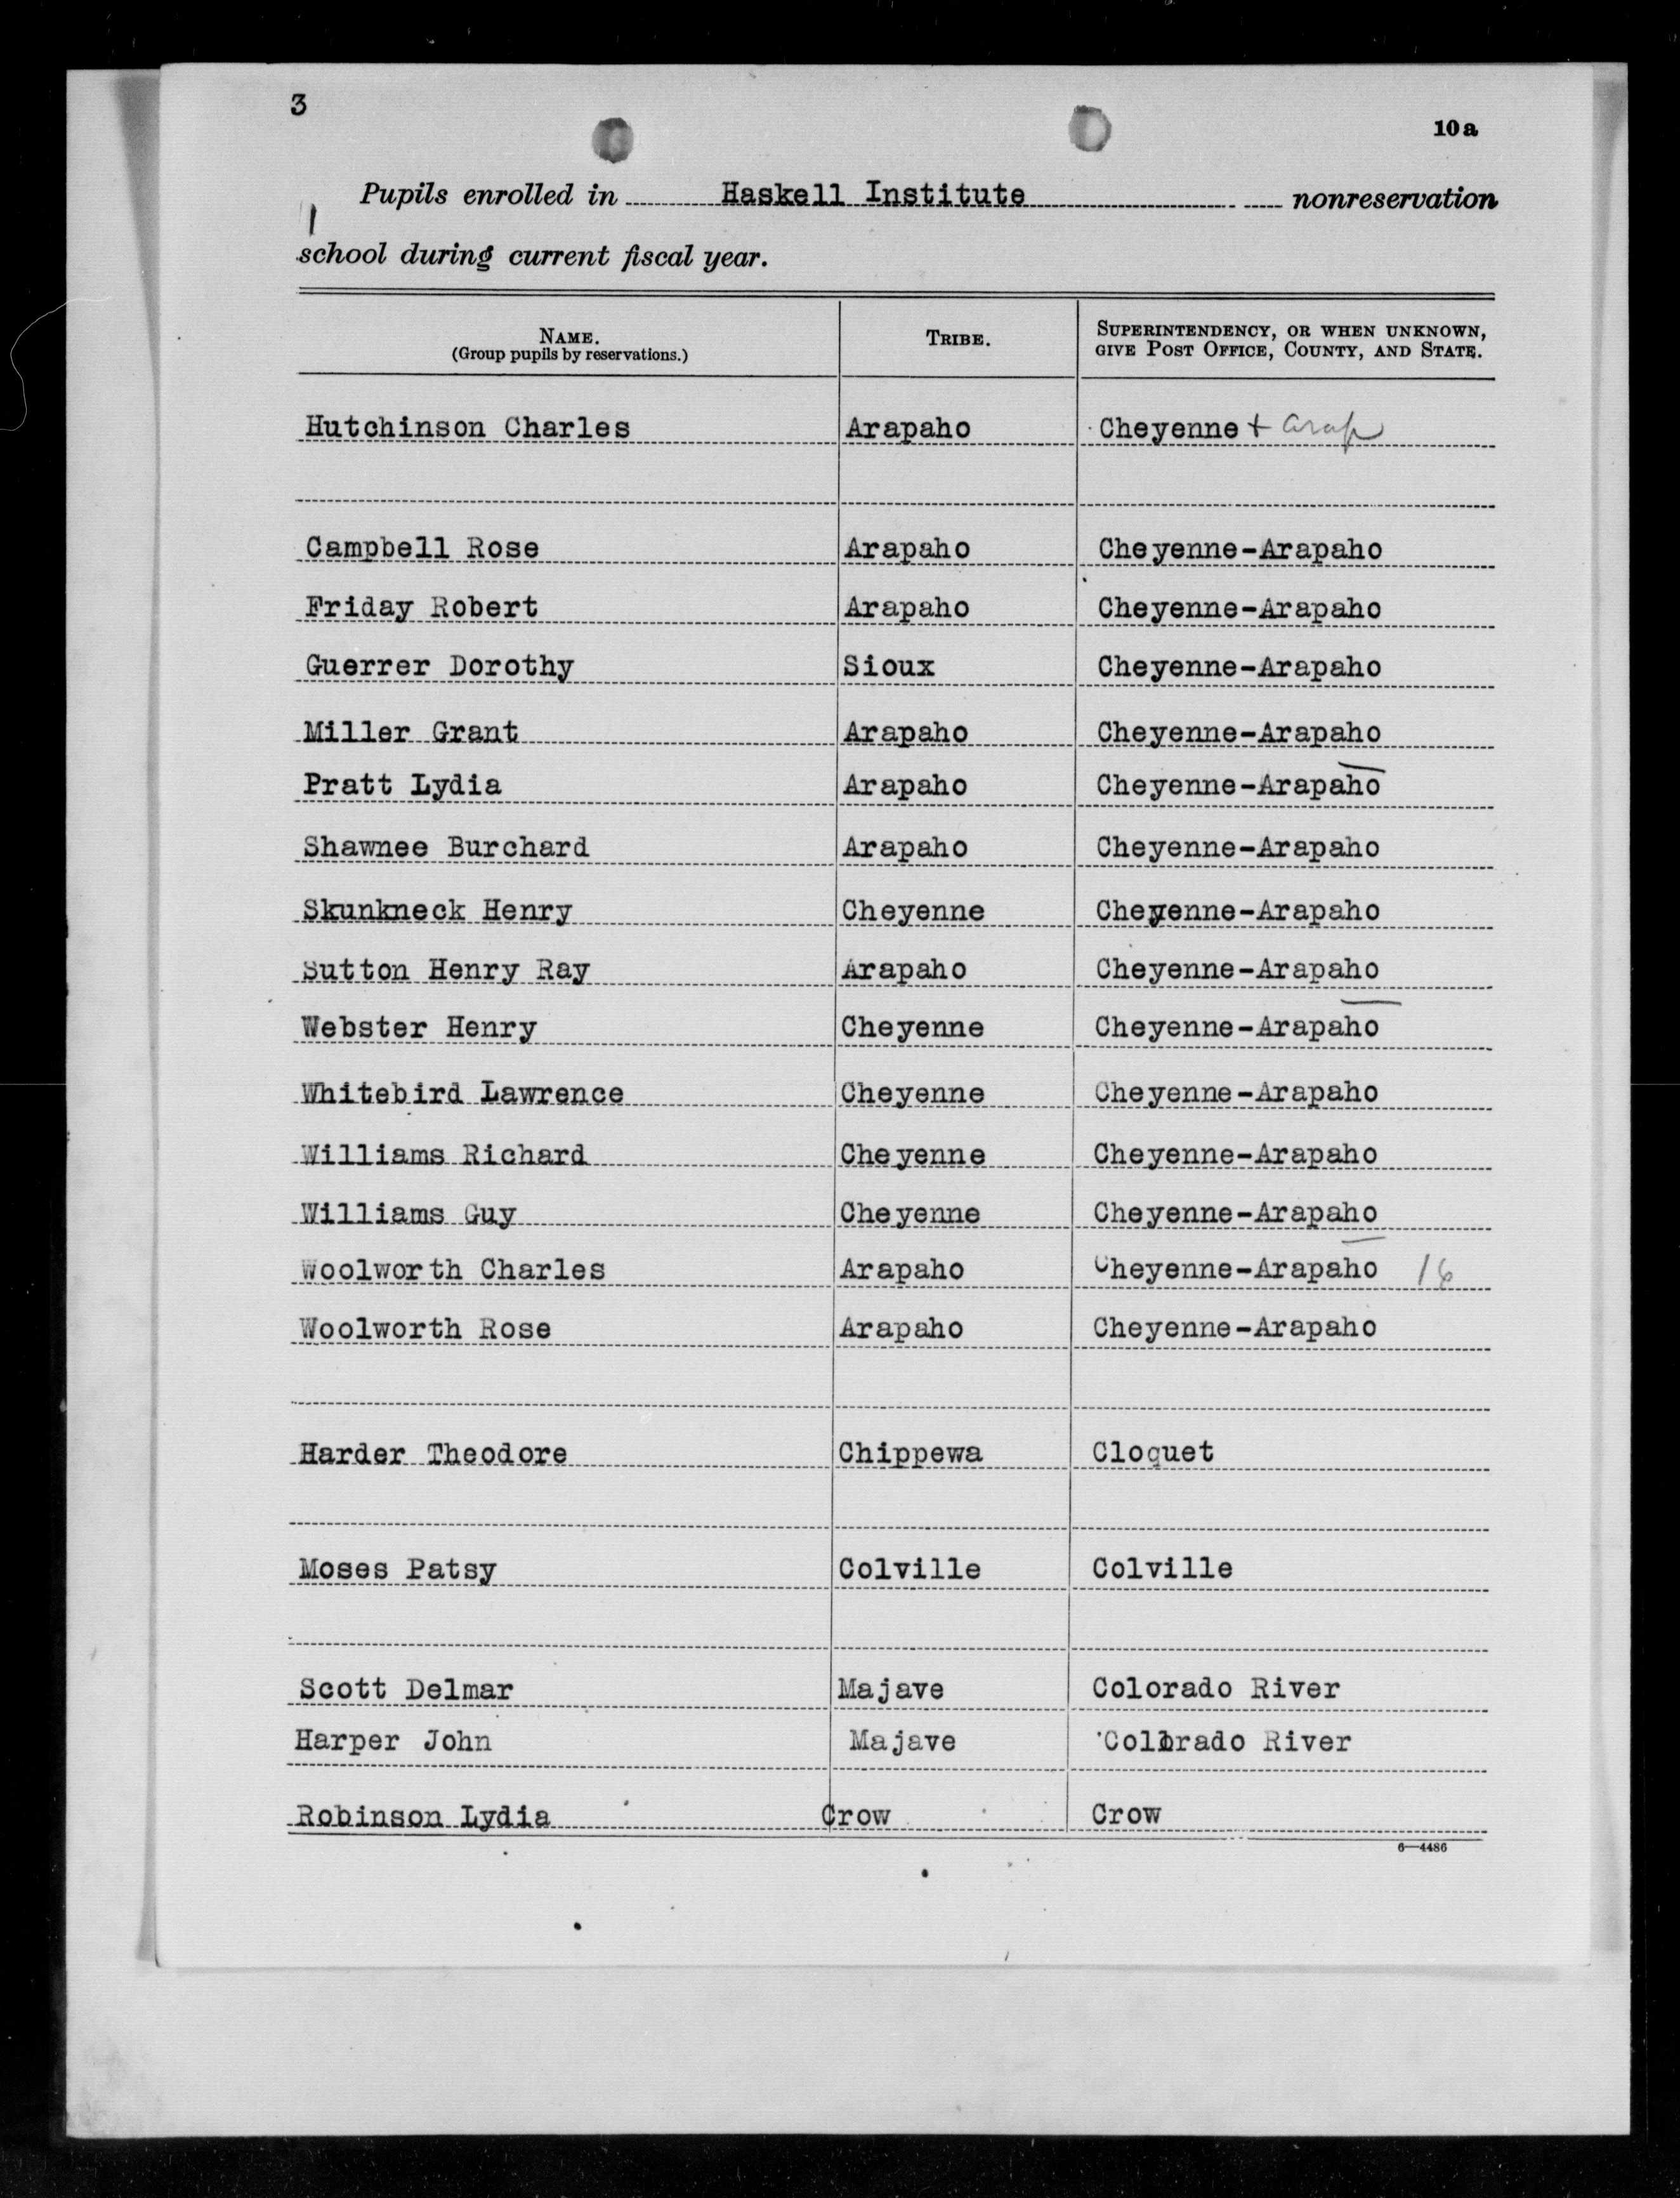 3
10a
Pupils enrolled in Haskell Institute nonreservation
school during current fiscal year.
NAME. TRIBE. SUPERINTENDENCY, OR WHEN UNKNOWN,
(Group pupils by reservations.) GIVE POST OFFICE, COUNTY, AND STATE.
Hutchinson Charles Arapaho Cheyenne + Arap
Campbell Rose Arapaho Cheyenne-Arapaho
Friday Robert Arapaho Cheyenne-Arapaho
Guerrer Dorothy Sioux Cheyenne-Arapaho
Miller Grant Arapaho Cheyenne-Arapaho
Pratt Lydia Arapaho Cheyenne-Arapaho
Shawnee Burchard Arapaho Cheyenne-Arapaho
Skunkneck Henry Cheyenne Cheyenne-Arapaho
Sutton Henry Ray Arapaho Cheyenne-Arapaho
Webster Henry Cheyenne Cheyenne-Arapaho
Whitebird Lawrence Cheyenne Cheyenne-Arapaho
Williams Richard Cheyenne Cheyenne-Arapaho
Williams Guy Cheyenne Cheyenne-Arapaho
Woolworth Charles Arapaho Cheyenne-Arapaho 16
Woolworth Rose Arapaho Cheyenne-Arapaho
Harder Theodore Chippewa Cloquet
Moses Patsy Colville Colville
Scott Delmar Majave Colorado River
Harper John Majave Colorado River
Robinson Lydia Crow Crow
6—4486